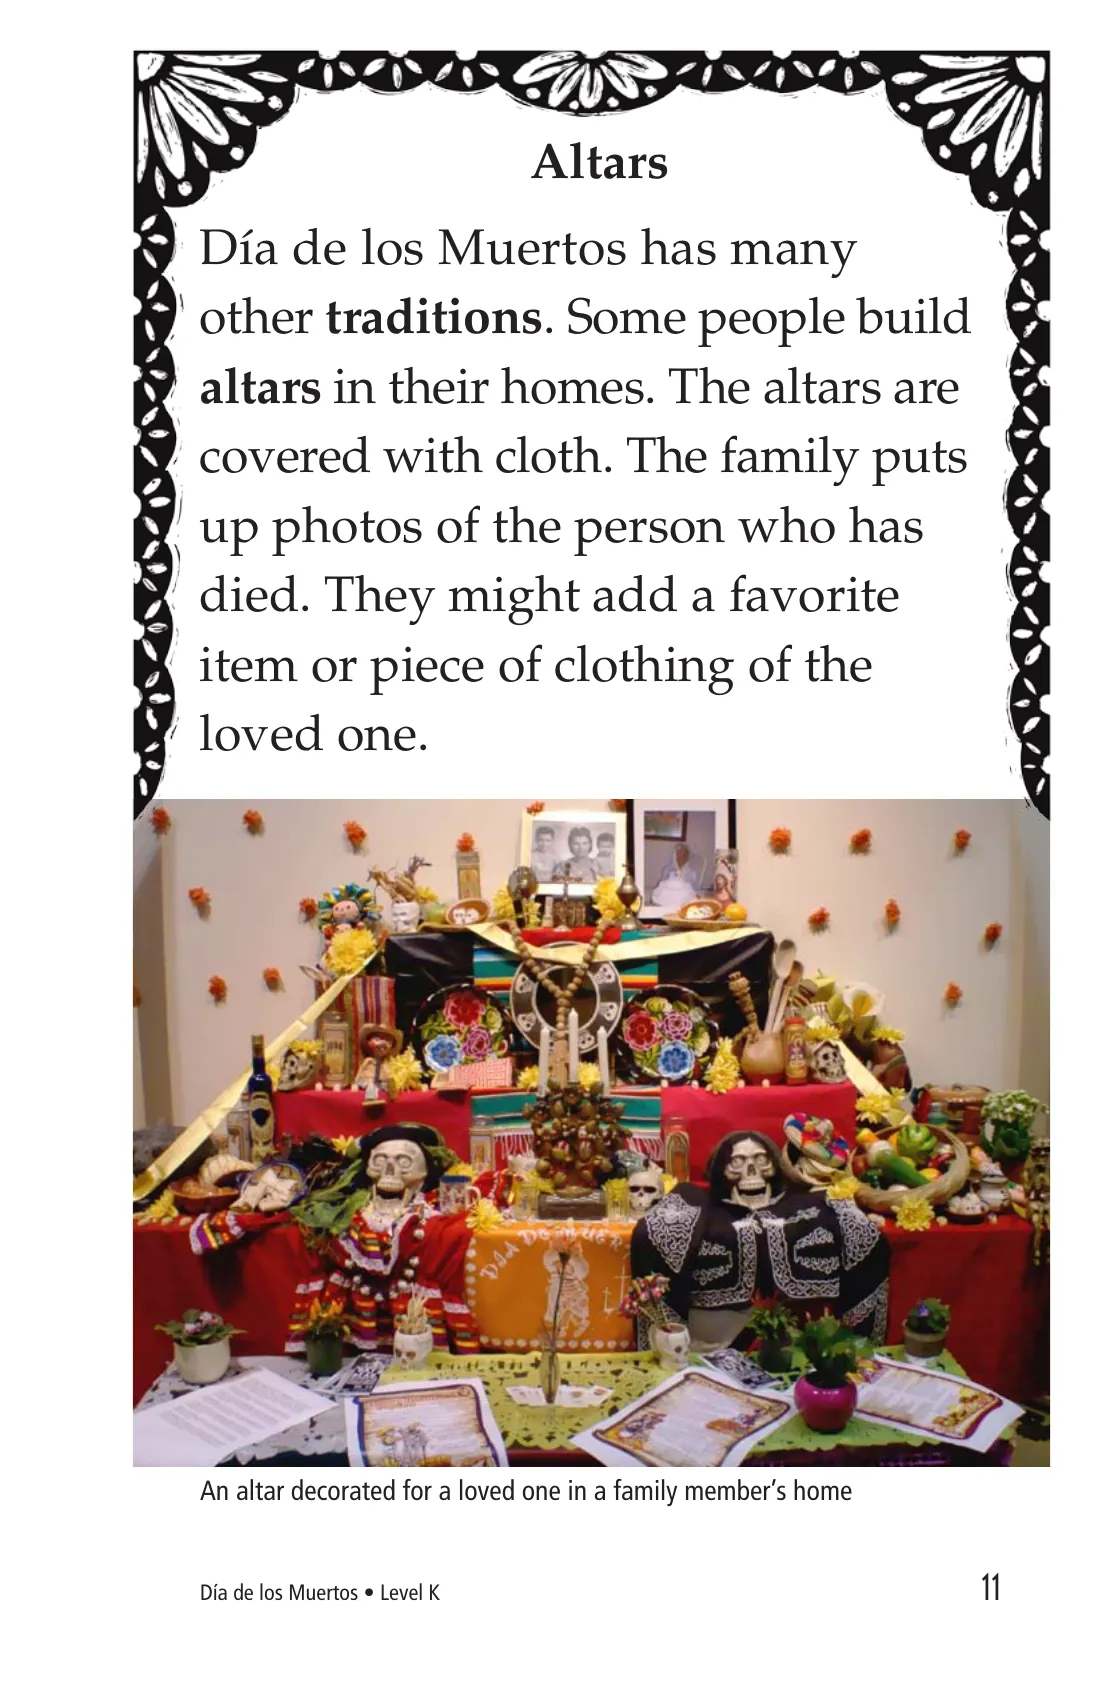 Altars
Día de los Muertos has many
other traditions. Some people build
altars in their homes. The altars are
covered with cloth. The family puts
up photos of the person who has
died. They might add a favorite
item or piece of clothing of the
loved one.
An altar decorated for a loved one in a family member’s home
Día de los Muertos • Level K
11